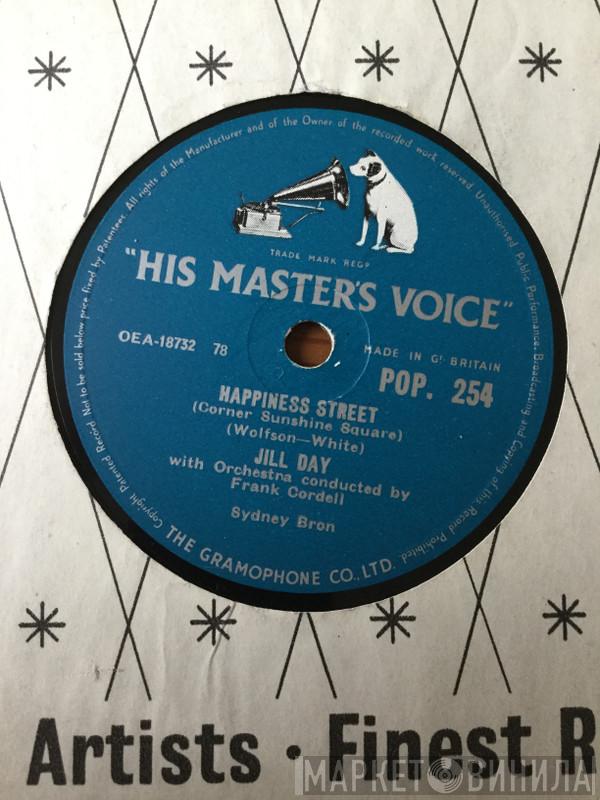 Copyright Patented Record. Not to be sold below price fixed by Patentees. All rights of the Manufacturer and of the Owner of the recorded work reserved. Unauthorised Public Performance, Broadcasting and Copying of this Record Prohibited.
TRADE MARK REGD
"HIS MASTER'S VOICE"
OEA-18732 78
MADE IN GT BRITAIN
POP. 254
HAPPINESS STREET
(Corner Sunshine Square)
(Wolfson—White)
JILL DAY
with Orchestra conducted by
Frank Cordell
Sydney Bron
THE GRAMOPHONE CO., LTD.
Artists · Finest R
МАРКЕТ ВИНИЛА